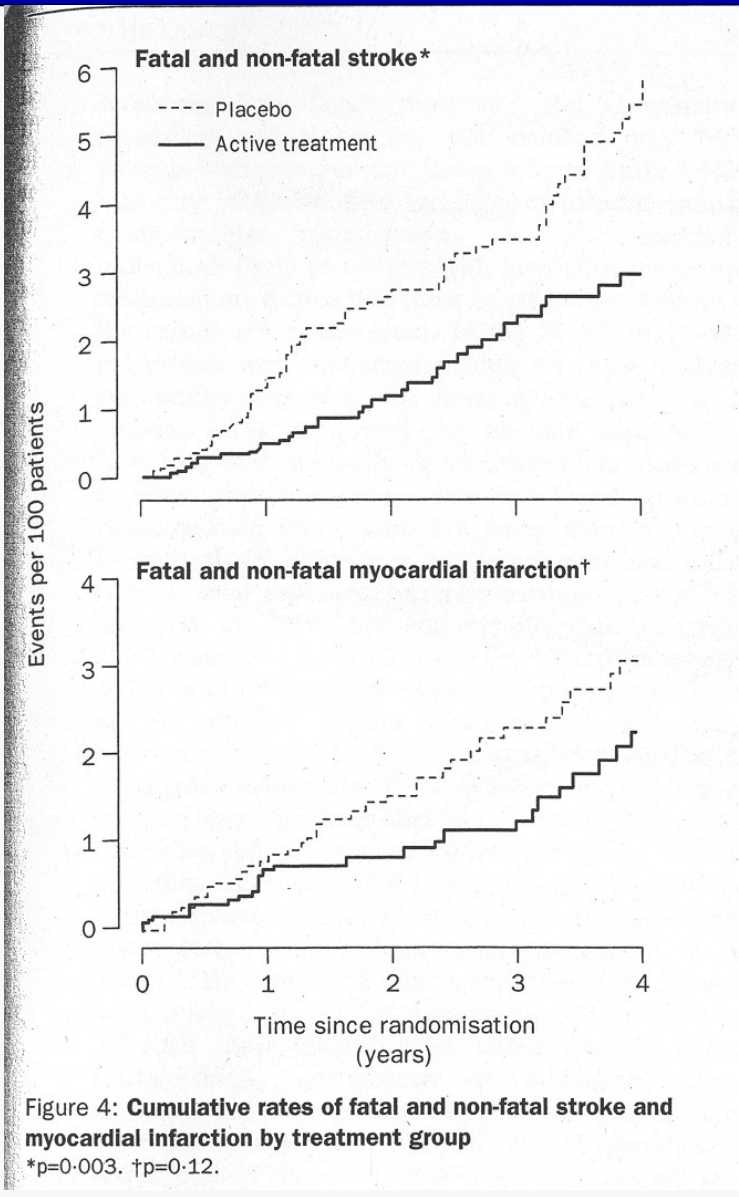 Fatal and non-fatal stroke*
6
Placebo
5
Active treatment
4
3
2
1
0
Events per 100 patients
Fatal and non-fatal myocardial infarction†
4
3
2
1
0
0 1 2 3 4
Time since randomisation
(years)
Figure 4: Cumulative rates of fatal and non-fatal stroke and
myocardial infarction by treatment group
*p=0·003. †p=0·12.